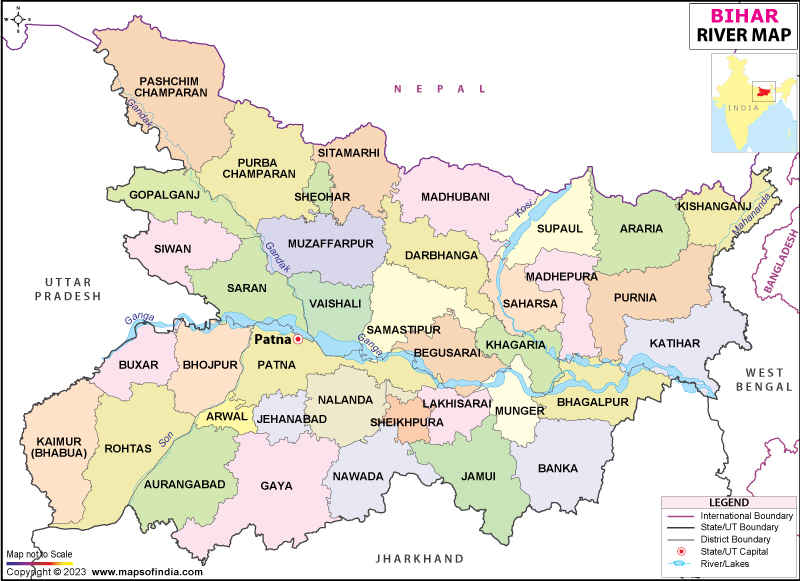 BIHAR
RIVER MAP
N
W
E
S
INDIA
NEPAL
PASHCHIM
CHAMPARAN
Gandak
PURBA
CHAMPARAN
SITAMARHI
GOPALGANJ
SHEOHAR
MADHUBANI
Kosi
SUPAUL
ARARIA
KISHANGANJ
Mahananda
SIWAN
MUZAFFARPUR
Gandak
DARBHANGA
MADHEPURA
BANGLADESH
UTTAR
PRADESH
SARAN
VAISHALI
SAHARSA
PURNIA
Ganga
SAMASTIPUR
Patna
Ganga
KHAGARIA
KATIHAR
BUXAR
BHOJPUR
PATNA
BEGUSARAI
WEST
BENGAL
NALANDA
LAKHISARAI
MUNGER
BHAGALPUR
ARWAL
JEHANABAD
SHEIKHPURA
KAIMUR
(BHABUA)
ROHTAS
Son
AURANGABAD
GAYA
NAWADA
JAMUI
BANKA
JHARKHAND
LEGEND
International Boundary
State/UT Boundary
District Boundary
State/UT Capital
River/Lakes
Map not to Scale
Copyright © 2023 www.mapsofindia.com